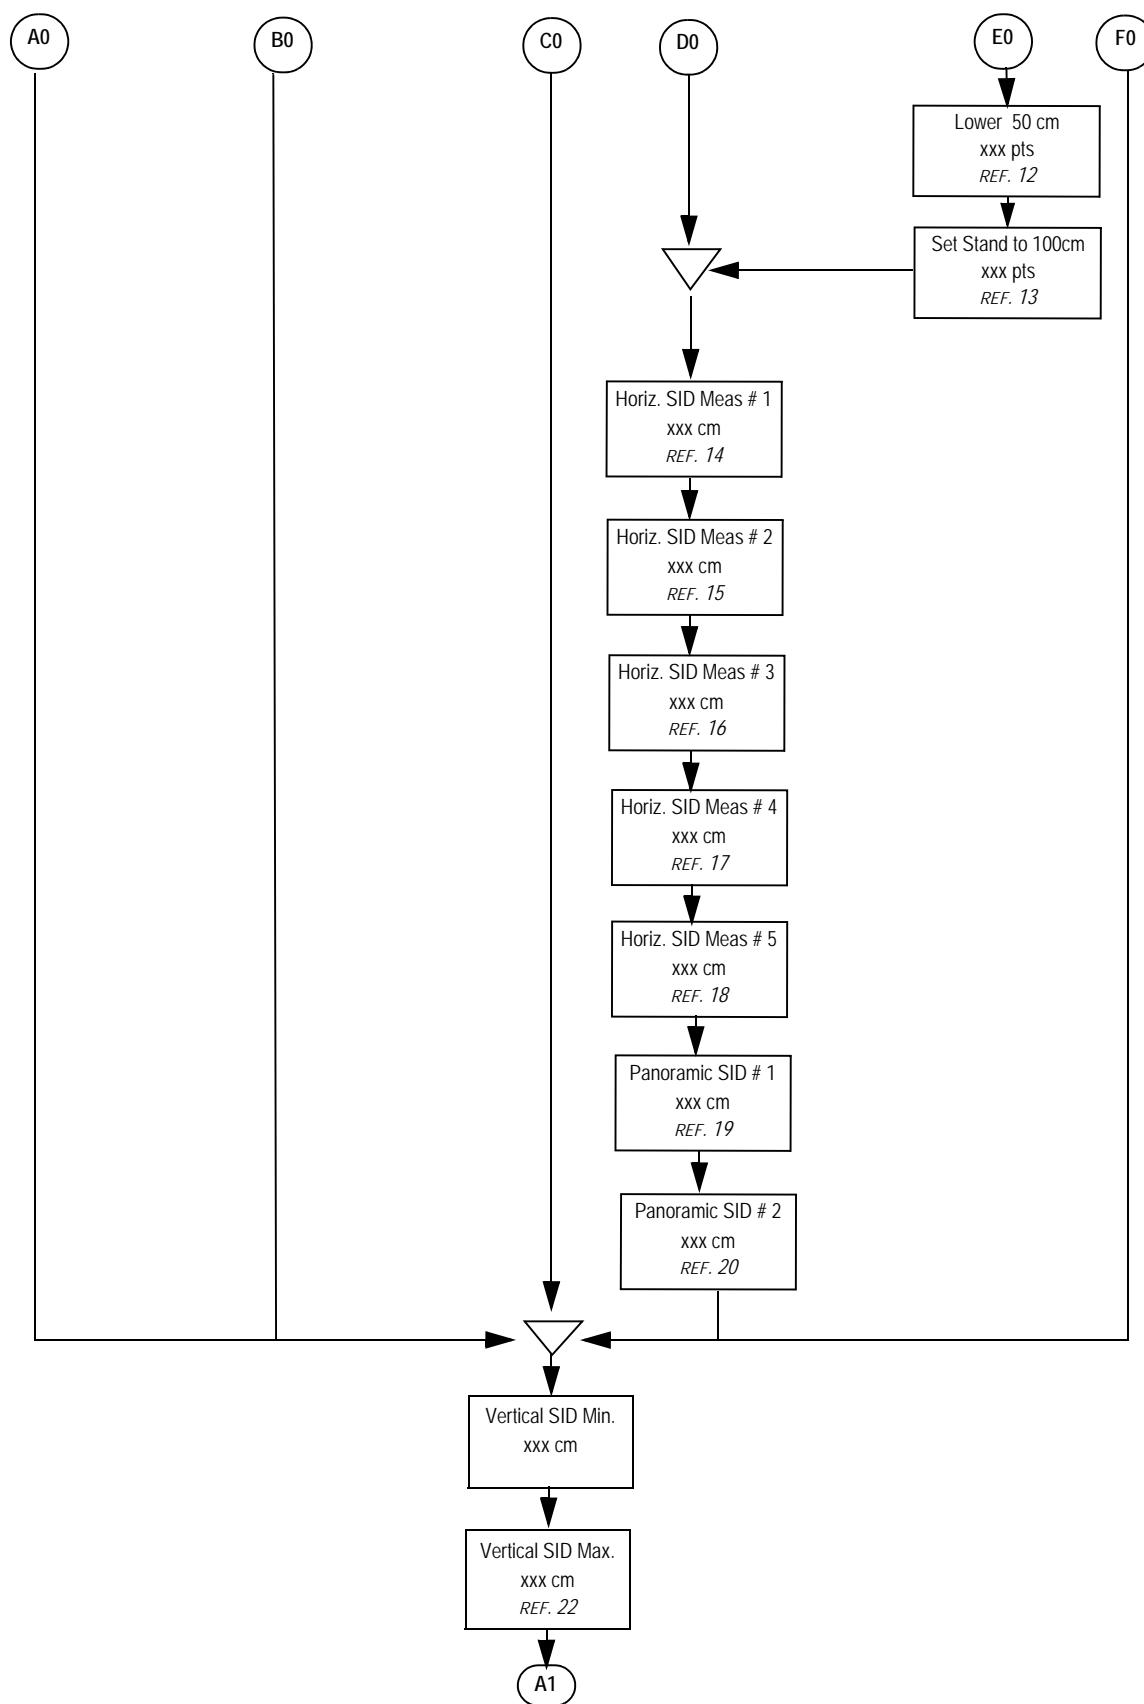 A0
B0
C0
D0
E0
F0
Lower 50 cm
xxx pts
REF. 12
Set Stand to 100cm
xxx pts
REF. 13
Horiz. SID Meas # 1
xxx cm
REF. 14
Horiz. SID Meas # 2
xxx cm
REF. 15
Horiz. SID Meas # 3
xxx cm
REF. 16
Horiz. SID Meas # 4
xxx cm
REF. 17
Horiz. SID Meas # 5
xxx cm
REF. 18
Panoramic SID # 1
xxx cm
REF. 19
Panoramic SID # 2
xxx cm
REF. 20
Vertical SID Min.
xxx cm
Vertical SID Max.
xxx cm
REF. 22
A1